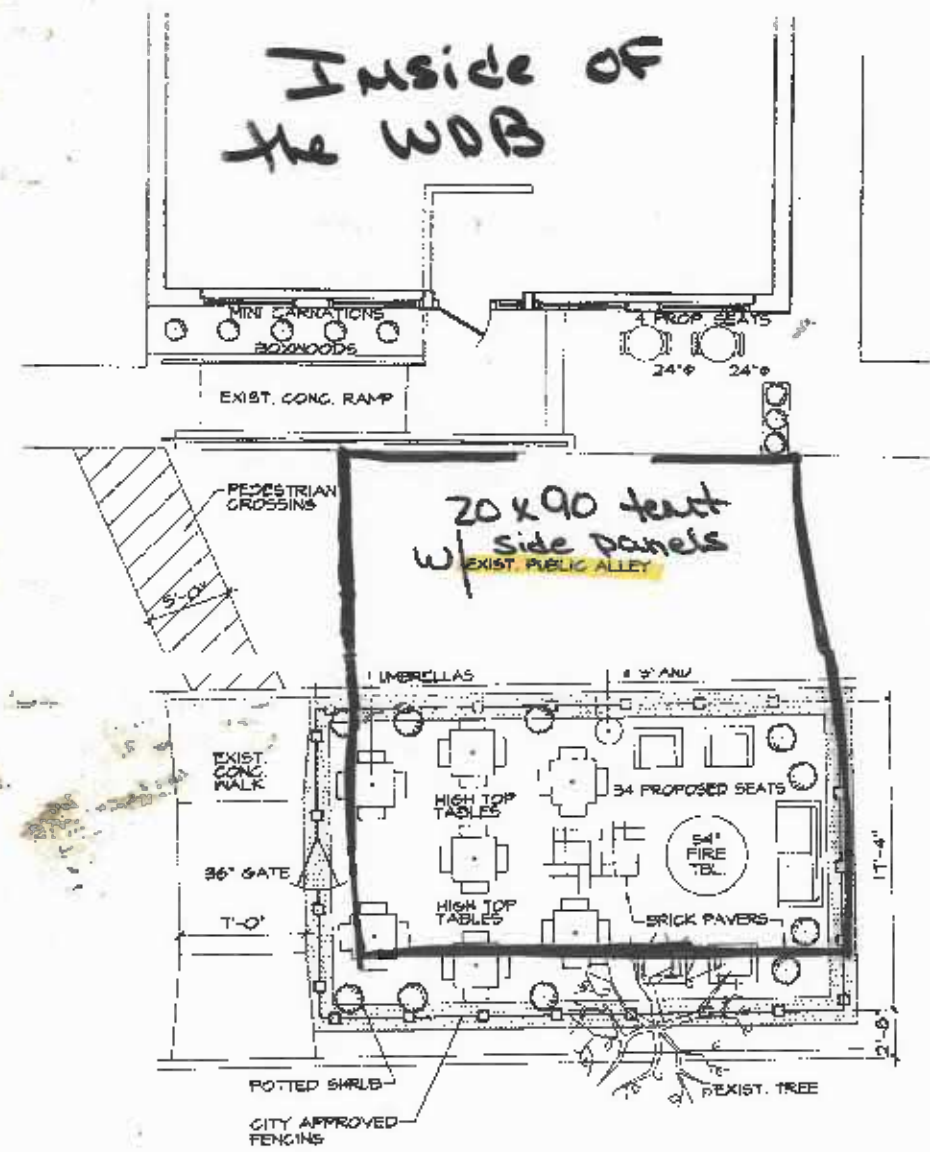 Inside of
the WDB
MINI CARNATIONS
BOXWOODS
4 PROP. SEATS
24"Φ 24"Φ
EXIST. CONC. RAMP
PEDESTRIAN
CROSSING
5'-0"
20 x 90 tent
w/ side panels
EXIST. PUBLIC ALLEY
UMBRELLAS
AND
EXIST.
CONC.
WALK
HIGH TOP
TABLES
34 PROPOSED SEATS
54"
FIRE
TBL.
36" GATE
17'-4"
HIGH TOP
TABLES
BRICK PAVERS
7'-0"
2'-8"
POTTED SHRUB
EXIST. TREE
CITY APPROVED
FENCING